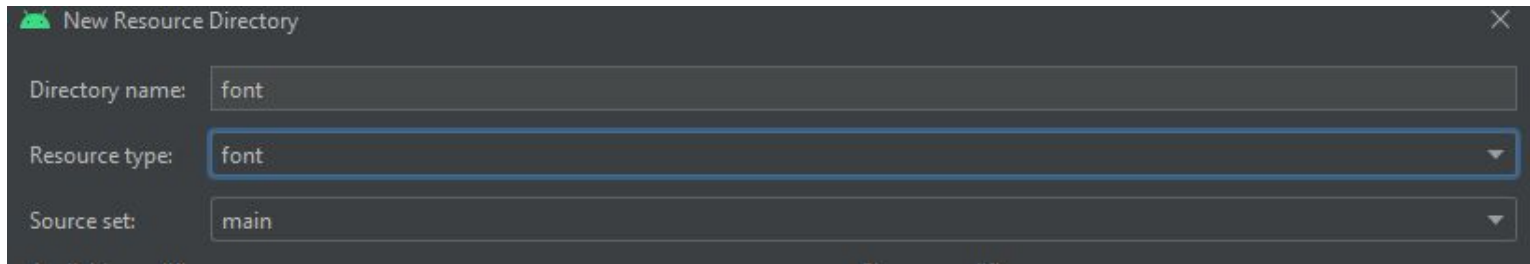 New Resource Directory
Directory name: font
Resource type: font
Source set: main